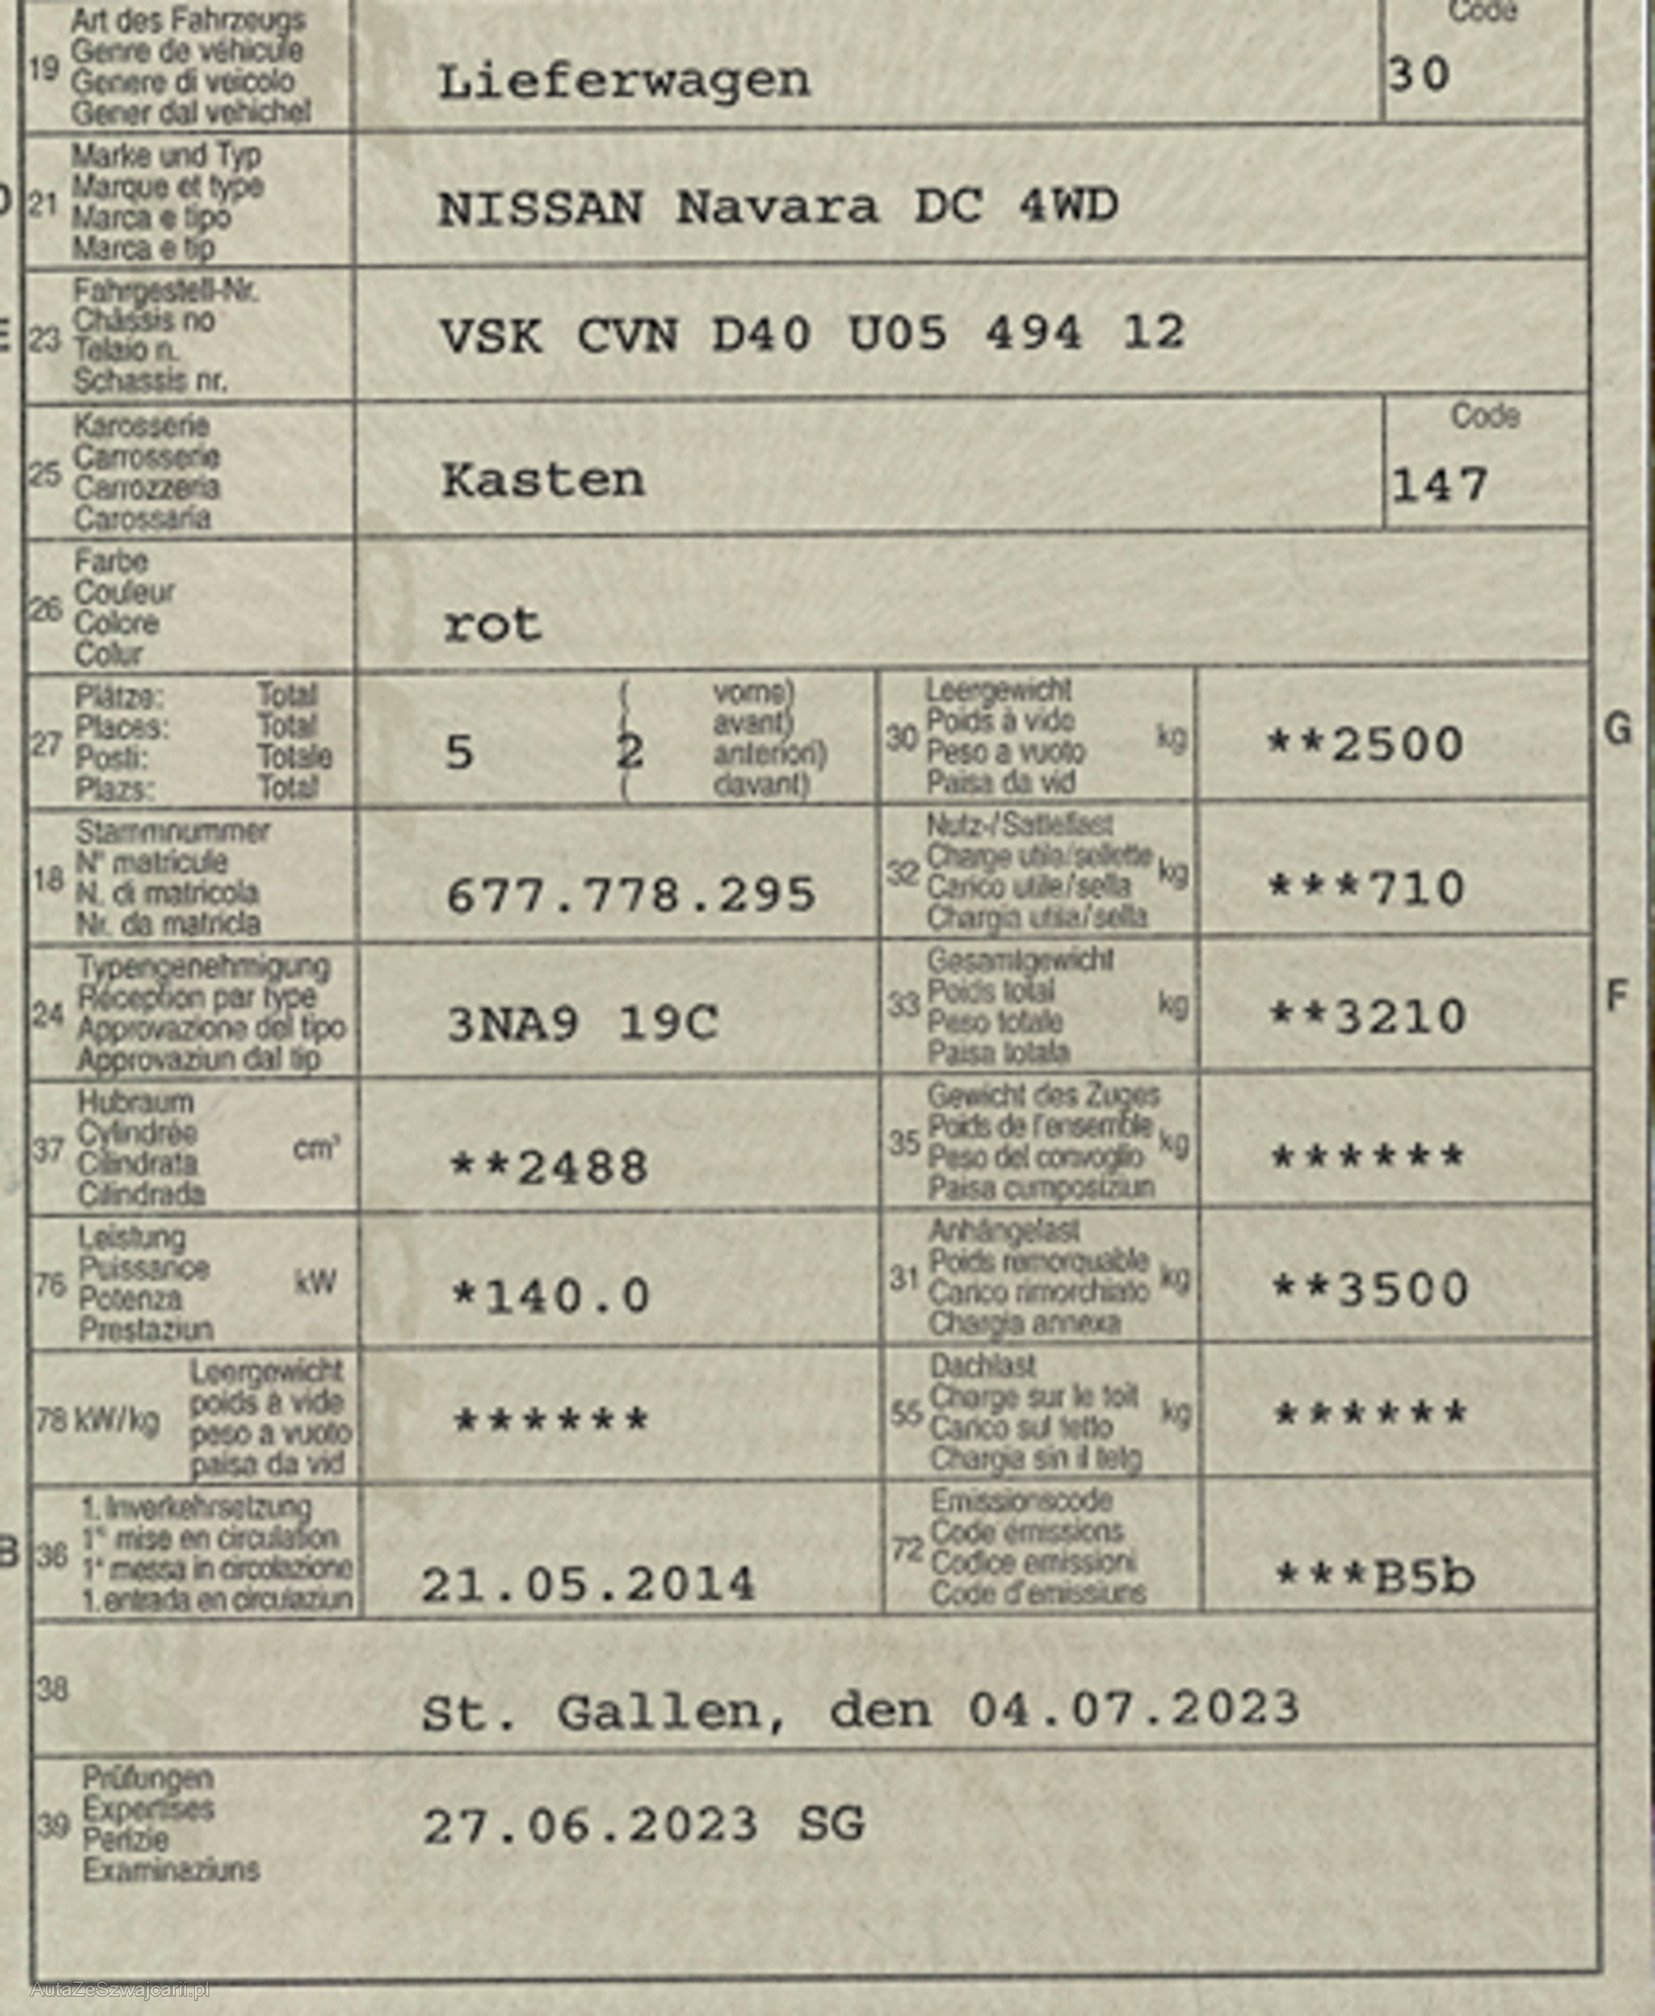 Art des Fahrzeugs
Code
19 Genre de véhicule
Genere di veicolo
Gener dal vehichel
Lieferwagen
30
Marke und Typ
D 21 Marque et type
Marca e tipo
Marca e tip
NISSAN Navara DC 4WD
Fahrgestell-Nr.
E 23 Châssis no
Telaio n.
Schassis nr.
VSK CVN D40 U05 494 12
Karosserie
25 Carrosserie
Carrozzeria
Carossaria
Kasten
Code
147
Farbe
26 Couleur
Colore
Colur
rot
27 Plätze: Total
Places: Total
Posti: Totale
Plazs: Total
5 2
( vorne)
( avant)
( anteriori)
( davant)
30 Leergewicht
Poids à vide
Peso a vuoto
Paisa da vid
kg
**2500
G
18 Stammnummer
N° matricule
N. di matricola
Nr. da matricla
677.778.295
32 Nutz-/Sattellast
Charge utile/sellette
Carico utile/sella
Chargia utila/sella
kg
***710
24 Typengenehmigung
Réception par type
Approvazione del tipo
Approvaziun dal tip
3NA9 19C
33 Gesamtgewicht
Poids total
Peso totale
Paisa totala
kg
**3210
F
37 Hubraum
Cylindrée
Cilindrata
Cilindrada
cm³
**2488
35 Gewicht des Zuges
Poids de l'ensemble
Peso del convoglio
Paisa cumposiziun
kg
******
76 Leistung
Puissance
Potenza
Prestaziun
kW
*140.0
31 Anhängelast
Poids remorquable
Carico rimorchiato
Chargia annexa
kg
**3500
78 kW/kg
Leergewicht
poids à vide
peso a vuoto
paisa da vid
******
55 Dachlast
Charge sur le toit
Carico sul tetto
Chargia sin il tetg
kg
******
B 36 1. Inverkehrsetzung
1re mise en circulation
1a messa in circolazione
1. entrada en circulaziun
21.05.2014
72 Emissionscode
Code émissions
Codice emissioni
Code d'emissiuns
***B5b
38
St. Gallen, den 04.07.2023
39 Prüfungen
Expertises
Perizie
Examinaziuns
27.06.2023 SG
AutaZeSzwajcarii.pl